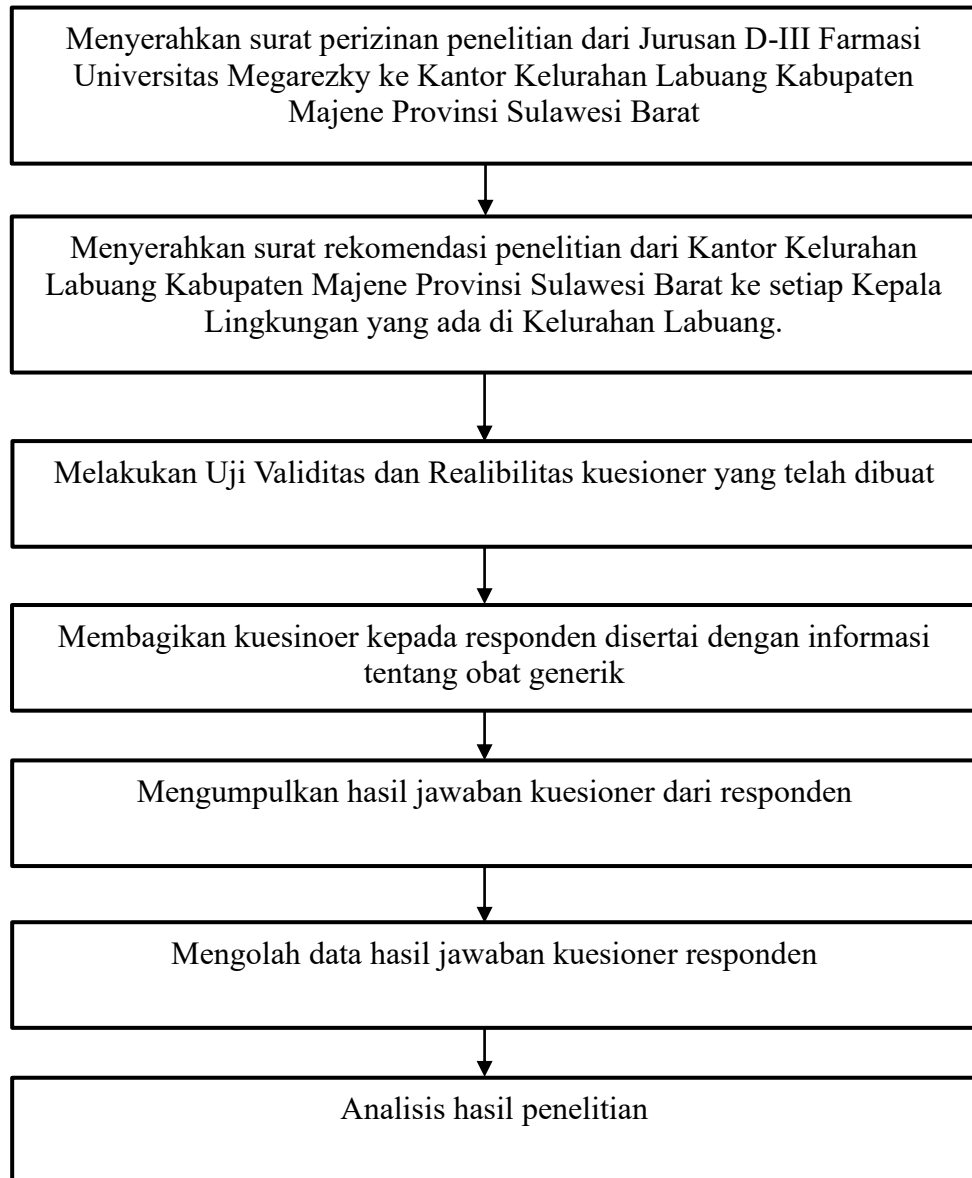 Menyerahkan surat perizinan penelitian dari Jurusan D-III Farmasi
Universitas Megarezky ke Kantor Kelurahan Labuang Kabupaten
Majene Provinsi Sulawesi Barat
Menyerahkan surat rekomendasi penelitian dari Kantor Kelurahan
Labuang Kabupaten Majene Provinsi Sulawesi Barat ke setiap Kepala
Lingkungan yang ada di Kelurahan Labuang.
Melakukan Uji Validitas dan Realibilitas kuesioner yang telah dibuat
Membagikan kuesinoer kepada responden disertai dengan informasi
tentang obat generik
Mengumpulkan hasil jawaban kuesioner dari responden
Mengolah data hasil jawaban kuesioner responden
Analisis hasil penelitian